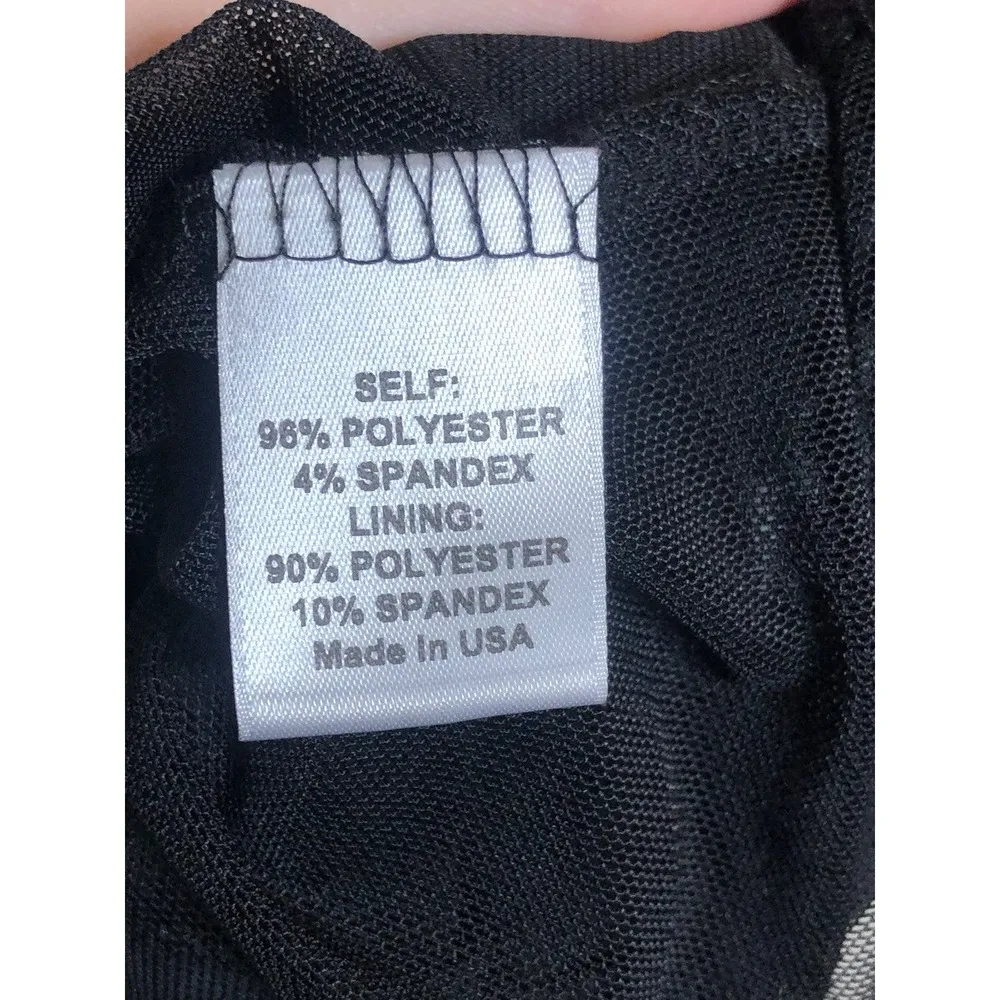 SELF:
96% POLYESTER
4% SPANDEX
LINING:
90% POLYESTER
10% SPANDEX
Made In USA